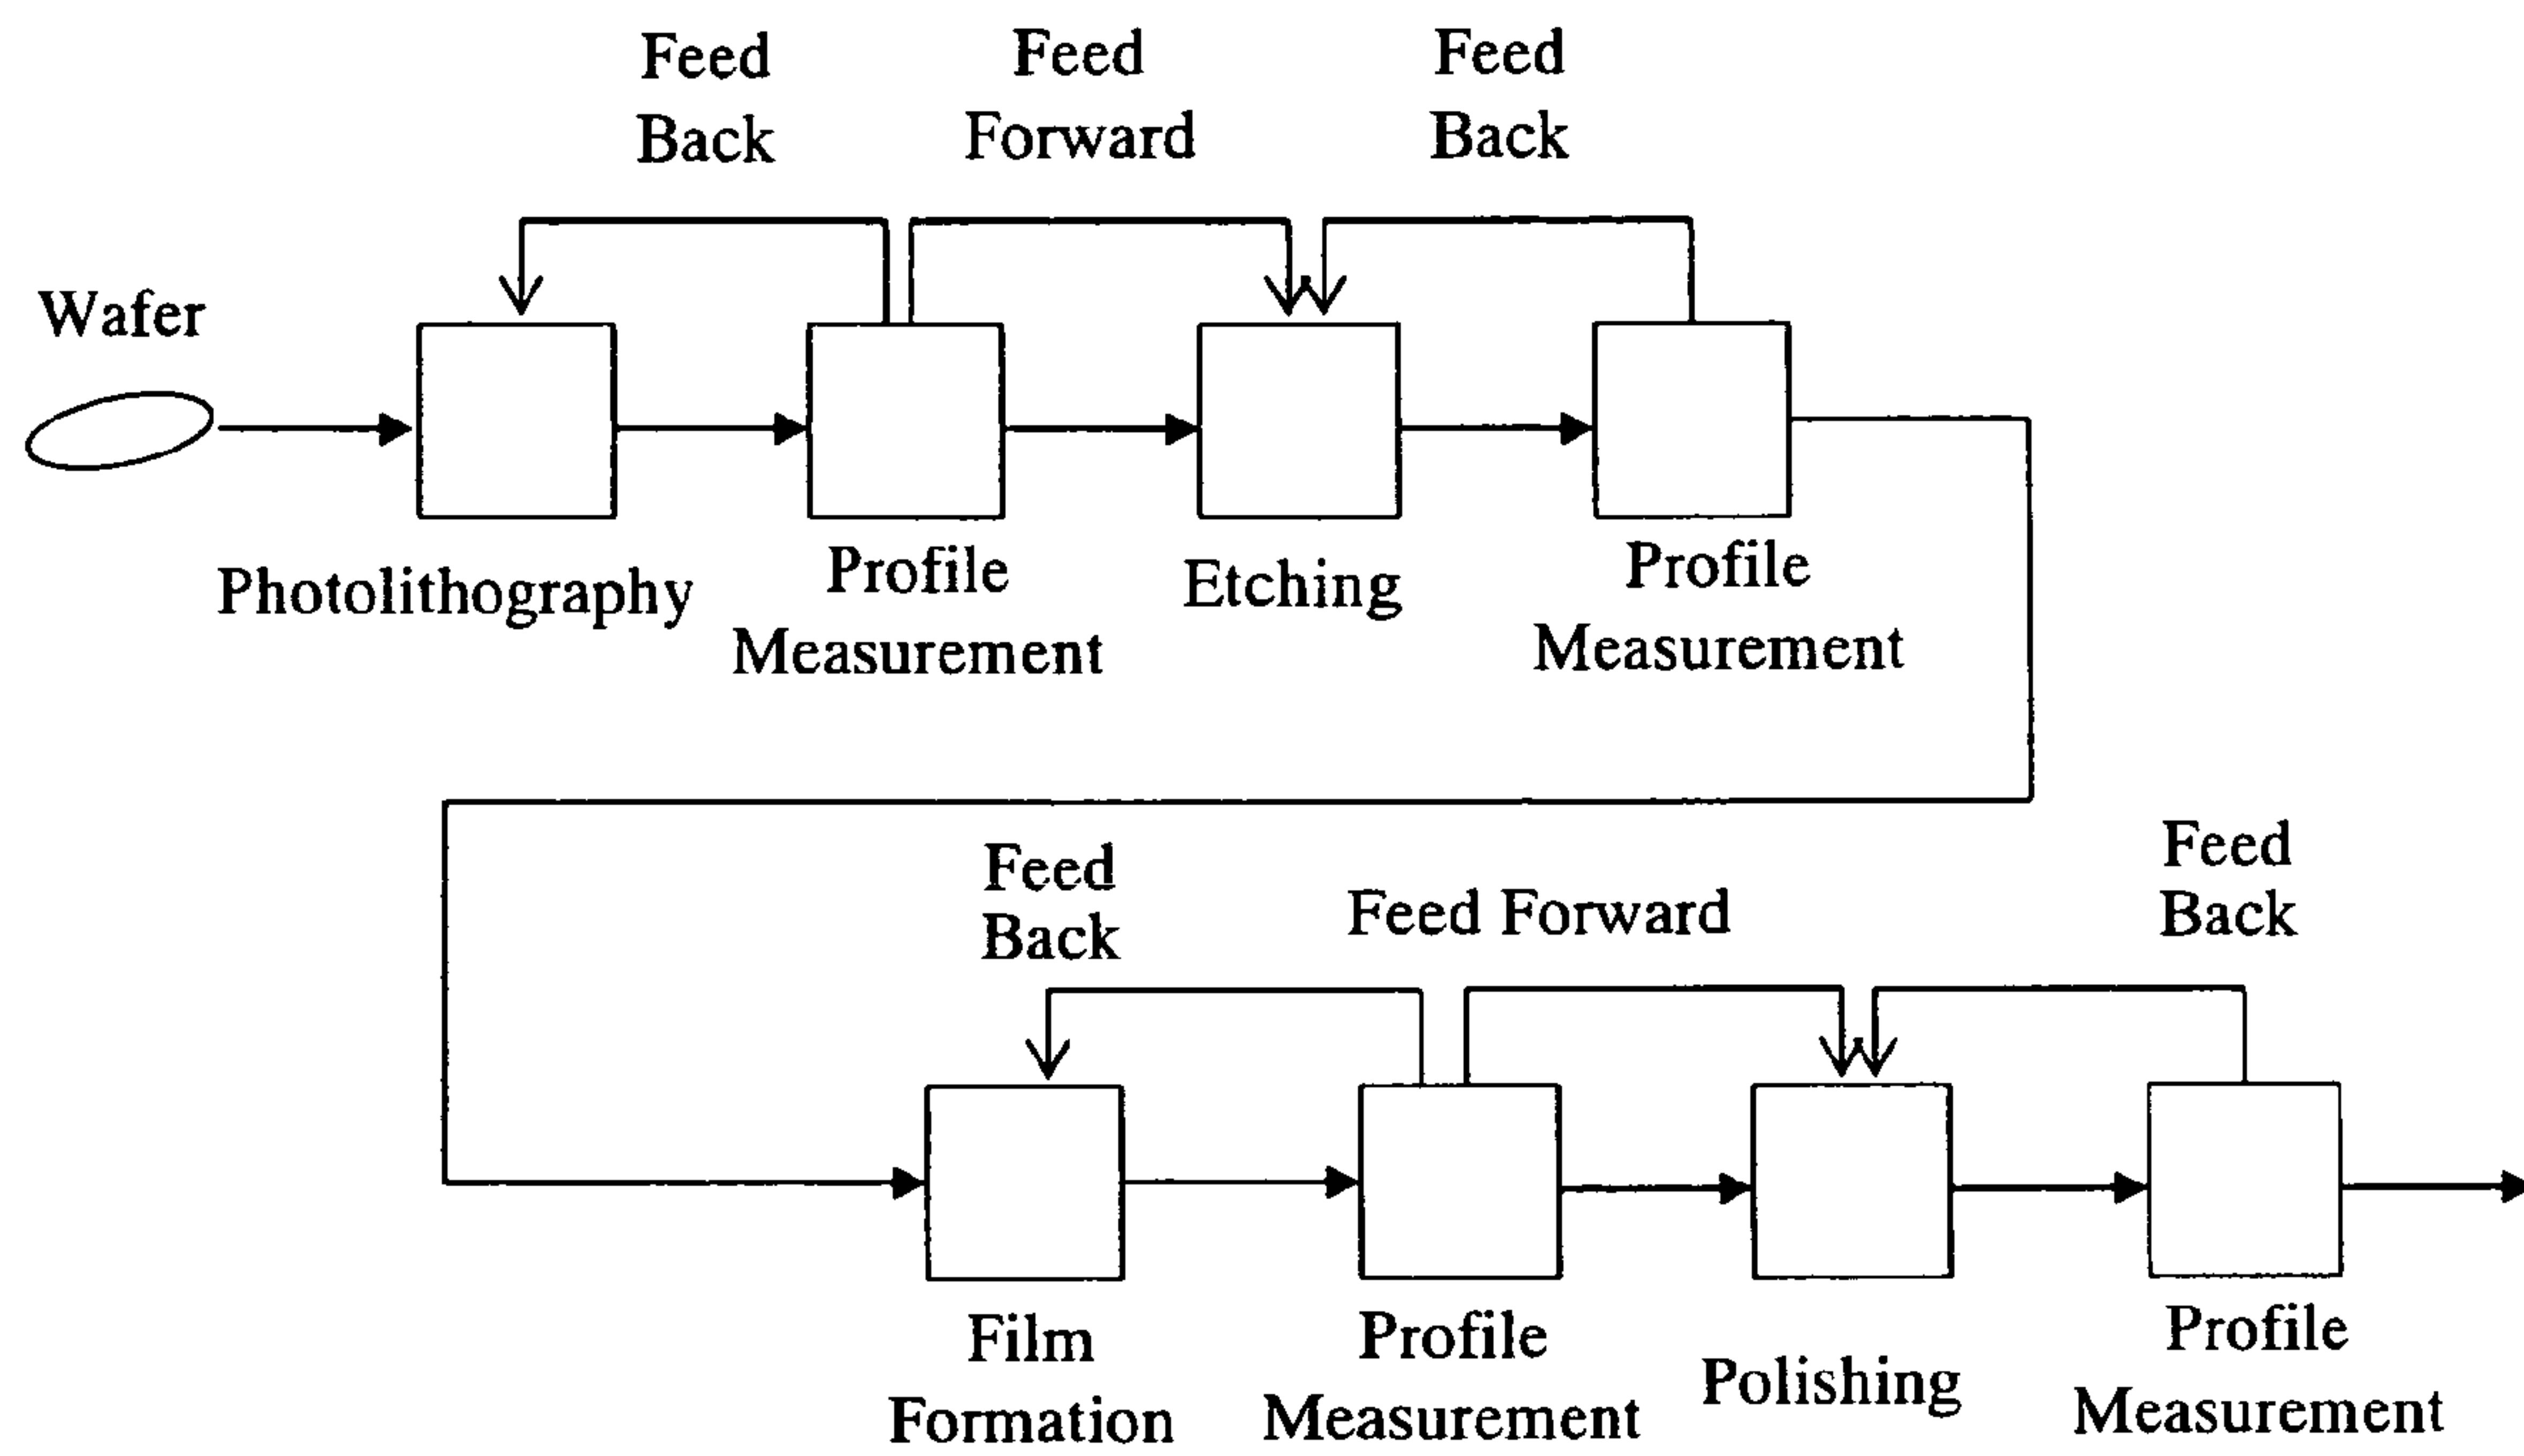 Feed
Back
Feed
Forward
Feed
Back
Wafer
Photolithography
Profile
Measurement
Etching
Profile
Measurement
Feed
Back
Feed Forward
Feed
Back
Film
Formation
Profile
Measurement
Polishing
Profile
Measurement